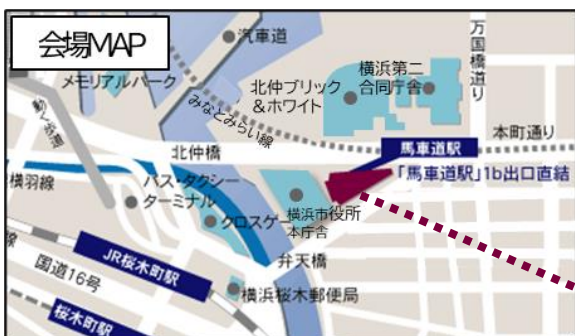 会場MAP
汽車道
万国橋通り
メモリアルパーク
動く歩道
みなとみらい線
北仲ブリック
&ホワイト
横浜第二
合同庁舎
本町通り
北仲橋
馬車道駅
「馬車道駅」1b出口直結
横羽線
バス・タクシー
ターミナル
クロスゲート
横浜市役所
本庁舎
弁天橋
JR桜木町駅
国道16号
横浜桜木郵便局
桜木町駅
線